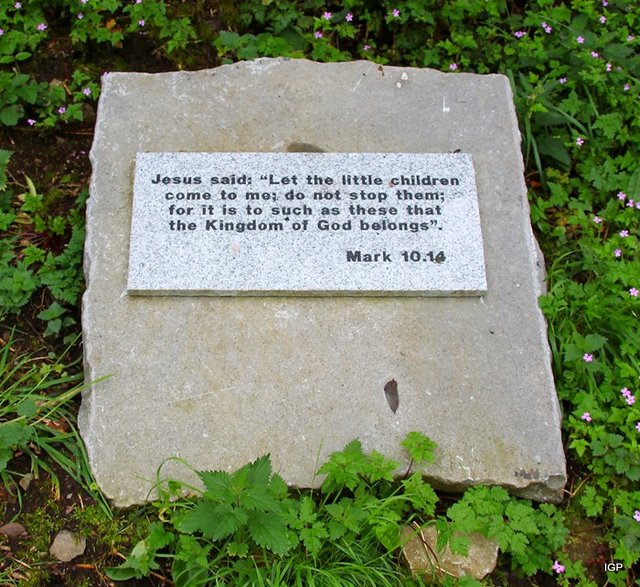 Jesus said: “Let the little children
come to me; do not stop them;
for it is to such as these that
the Kingdom of God belongs”.
Mark 10.14
IGP